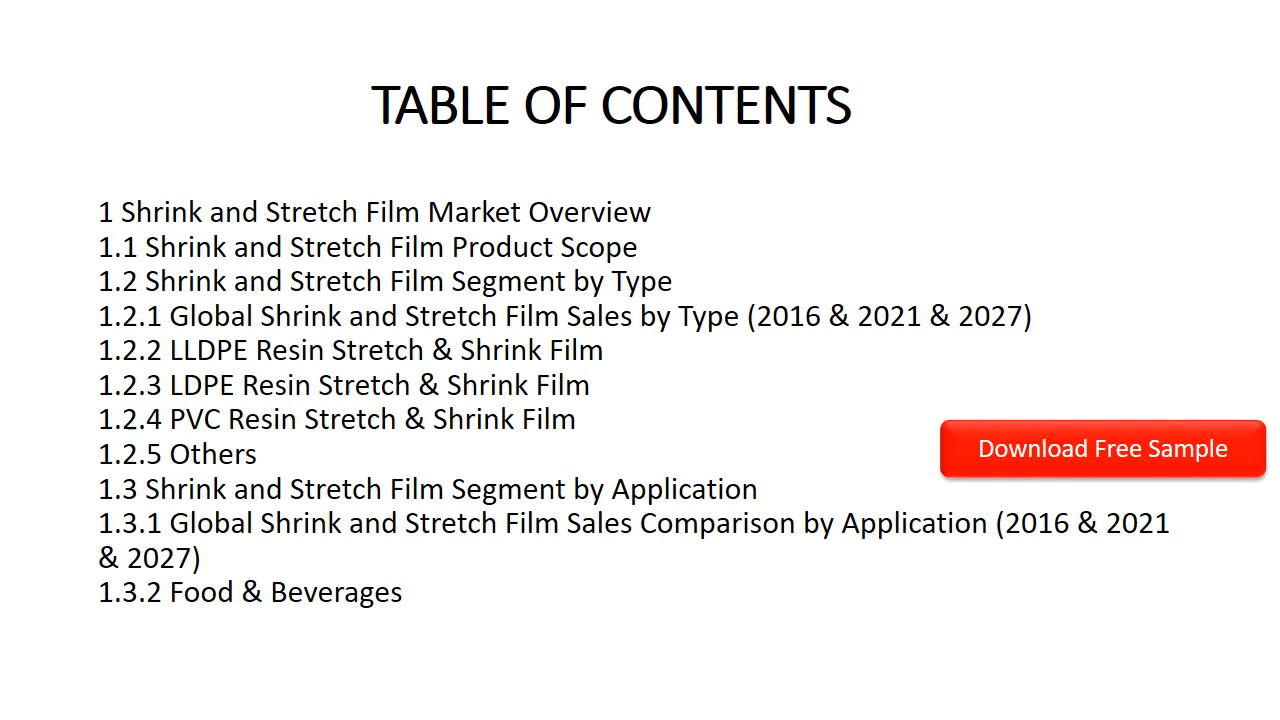 TABLE OF CONTENTS
1 Shrink and Stretch Film Market Overview
1.1 Shrink and Stretch Film Product Scope
1.2 Shrink and Stretch Film Segment by Type
1.2.1 Global Shrink and Stretch Film Sales by Type (2016 & 2021 & 2027)
1.2.2 LLDPE Resin Stretch & Shrink Film
1.2.3 LDPE Resin Stretch & Shrink Film
1.2.4 PVC Resin Stretch & Shrink Film
1.2.5 Others
Download Free Sample
1.3 Shrink and Stretch Film Segment by Application
1.3.1 Global Shrink and Stretch Film Sales Comparison by Application (2016 & 2021
& 2027)
1.3.2 Food & Beverages